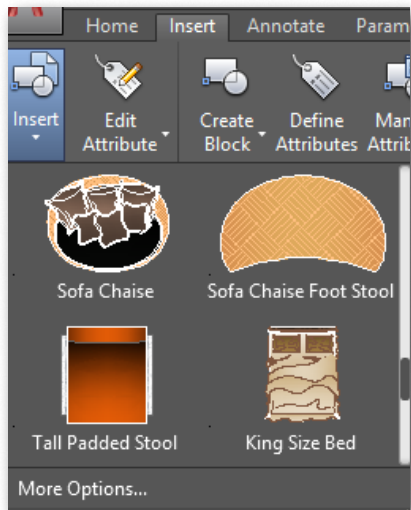 Home Insert Annotate Param
Insert
Edit
Attribute
Create
Block
Define
Attributes
Man
Attrib
Sofa Chaise
Sofa Chaise Foot Stool
Tall Padded Stool
King Size Bed
More Options...